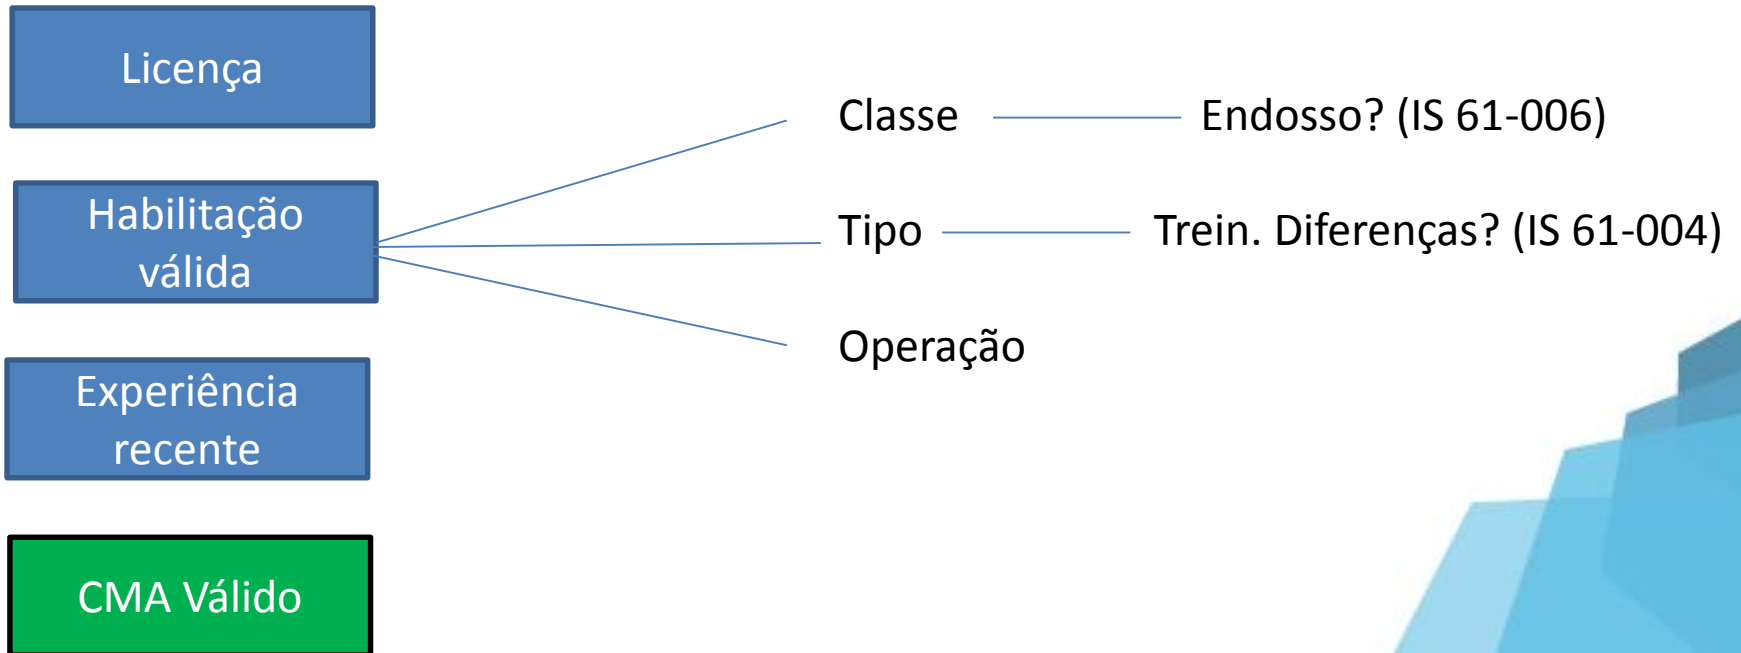 Licença
Classe
Endosso? (IS 61-006)
Habilitação
válida
Tipo
Trein. Diferenças? (IS 61-004)
Operação
Experiência
recente
CMA Válido